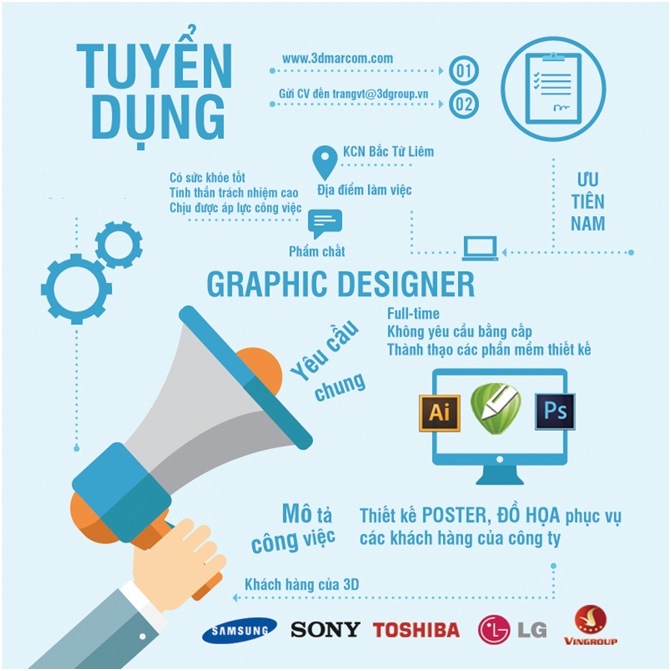 TUYỂN
DỤNG
www.3dmarcom.com
01
Gửi CV đến trangvt@3dgroup.vn
02
KCN Bắc Từ Liêm
Địa điểm làm việc
Có sức khỏe tốt
Tinh thần trách nhiệm cao
Chịu được áp lực công việc
Phẩm chất
ƯU
TIÊN
NAM
GRAPHIC DESIGNER
Yêu cầu
chung
Full-time
Không yêu cầu bằng cấp
Thành thạo các phần mềm thiết kế
Ai
Ps
Mô tả
công việc
Thiết kế POSTER, ĐỒ HỌA phục vụ
các khách hàng của công ty
Khách hàng của 3D
SAMSUNG
SONY
TOSHIBA
LG
VINGROUP